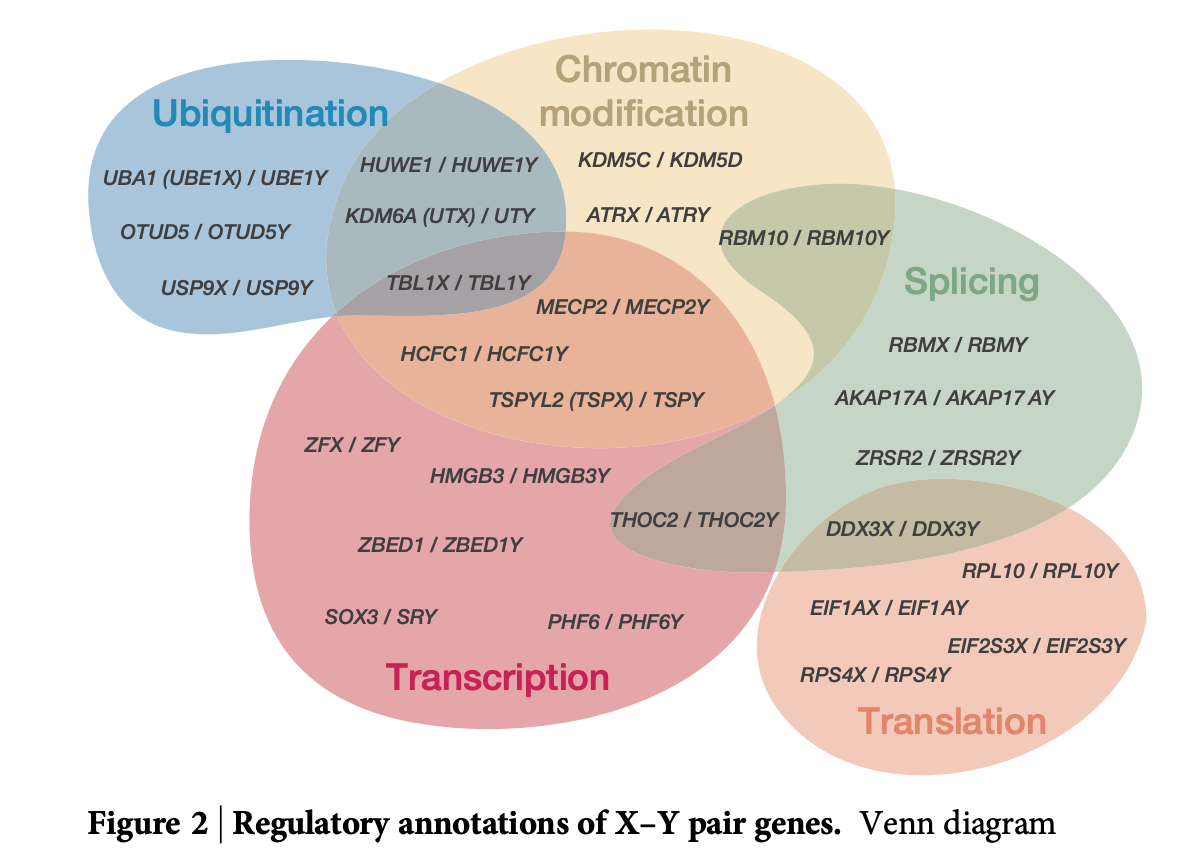 Chromatin
modification
Ubiquitination
UBA1 (UBE1X) / UBE1Y
OTUD5 / OTUD5Y
USP9X / USP9Y
HUWE1 / HUWE1Y
KDM6A (UTX) / UTY
TBL1X / TBL1Y
KDM5C / KDM5D
ATRX / ATRY
RBM10 / RBM10Y
MECP2 / MECP2Y
HCFC1 / HCFC1Y
TSPYL2 (TSPX) / TSPY
Splicing
RBMX / RBMY
AKAP17A / AKAP17 AY
ZRSR2 / ZRSR2Y
ZFX / ZFY
HMGB3 / HMGB3Y
THOC2 / THOC2Y
ZBED1 / ZBED1Y
SOX3 / SRY
PHF6 / PHF6Y
Transcription
DDX3X / DDX3Y
RPL10 / RPL10Y
EIF1AX / EIF1AY
EIF2S3X / EIF2S3Y
RPS4X / RPS4Y
Translation
Figure 2 | Regulatory annotations of X–Y pair genes. Venn diagram